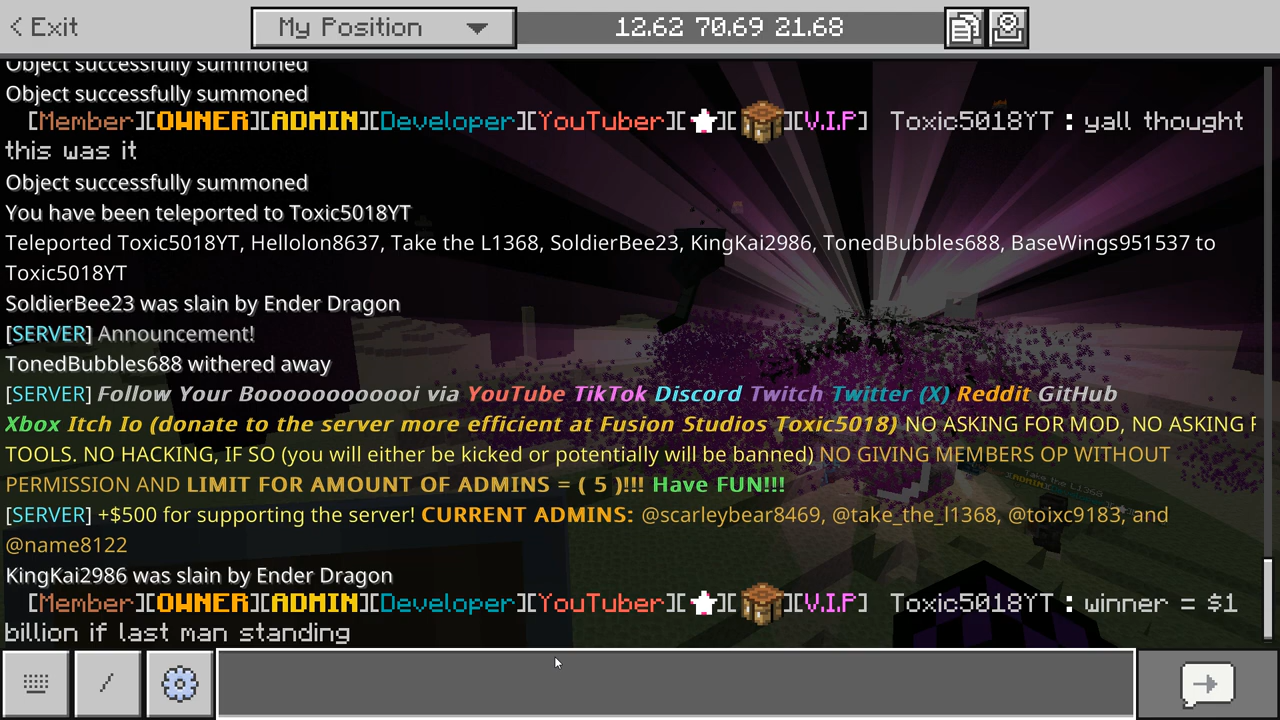 < Exit
My Position
12.62 70.69 21.68
Object successfully summoned
Object successfully summoned
[Member][OWNER][ADMIN][Developer][YouTuber][][][V.I.P] Toxic5018YT : yall thought
this was it
Object successfully summoned
You have been teleported to Toxic5018YT
Teleported Toxic5018YT, Hellolon8637, Take the L1368, SoldierBee23, KingKai2986, TonedBubbles688, BaseWings951537 to
Toxic5018YT
SoldierBee23 was slain by Ender Dragon
[SERVER] Announcement!
TonedBubbles688 withered away
[SERVER] Follow Your Boooooooooooi via YouTube TikTok Discord Twitch Twitter (X) Reddit GitHub
Xbox Itch Io (donate to the server more efficient at Fusion Studios Toxic5018) NO ASKING FOR MOD, NO ASKING F
TOOLS. NO HACKING, IF SO (you will either be kicked or potentially will be banned) NO GIVING MEMBERS OP WITHOUT
PERMISSION AND LIMIT FOR AMOUNT OF ADMINS = ( 5 )!!! Have FUN!!!
[SERVER] +$500 for supporting the server! CURRENT ADMINS: @scarleybear8469, @take_the_l1368, @toixc9183, and
@name8122
KingKai2986 was slain by Ender Dragon
[Member][OWNER][ADMIN][Developer][YouTuber][][][V.I.P] Toxic5018YT : winner = $1
billion if last man standing
/